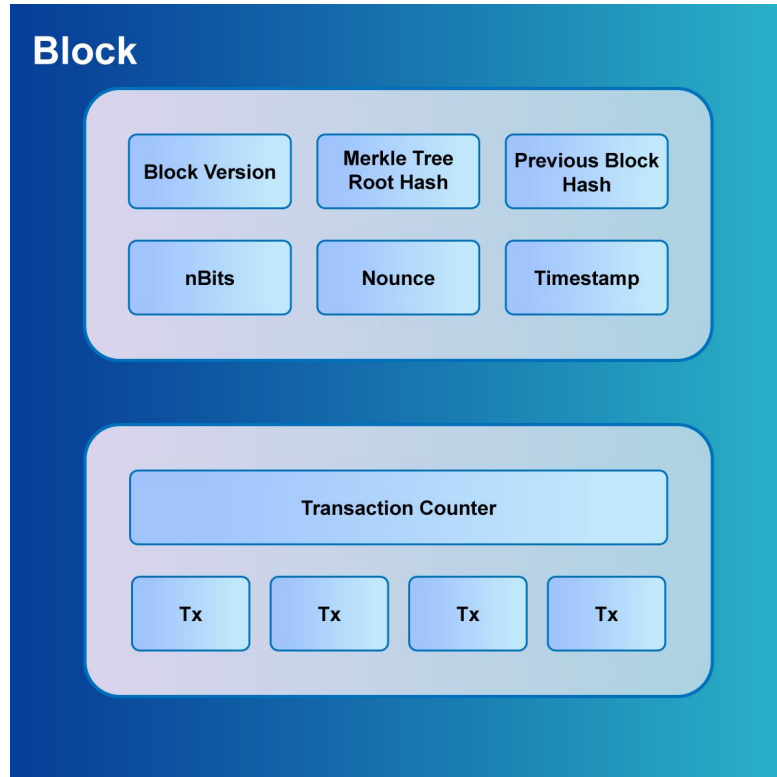 Block
Block Version
Merkle Tree
Root Hash
Previous Block
Hash
nBits
Nounce
Timestamp
Transaction Counter
Tx
Tx
Tx
Tx